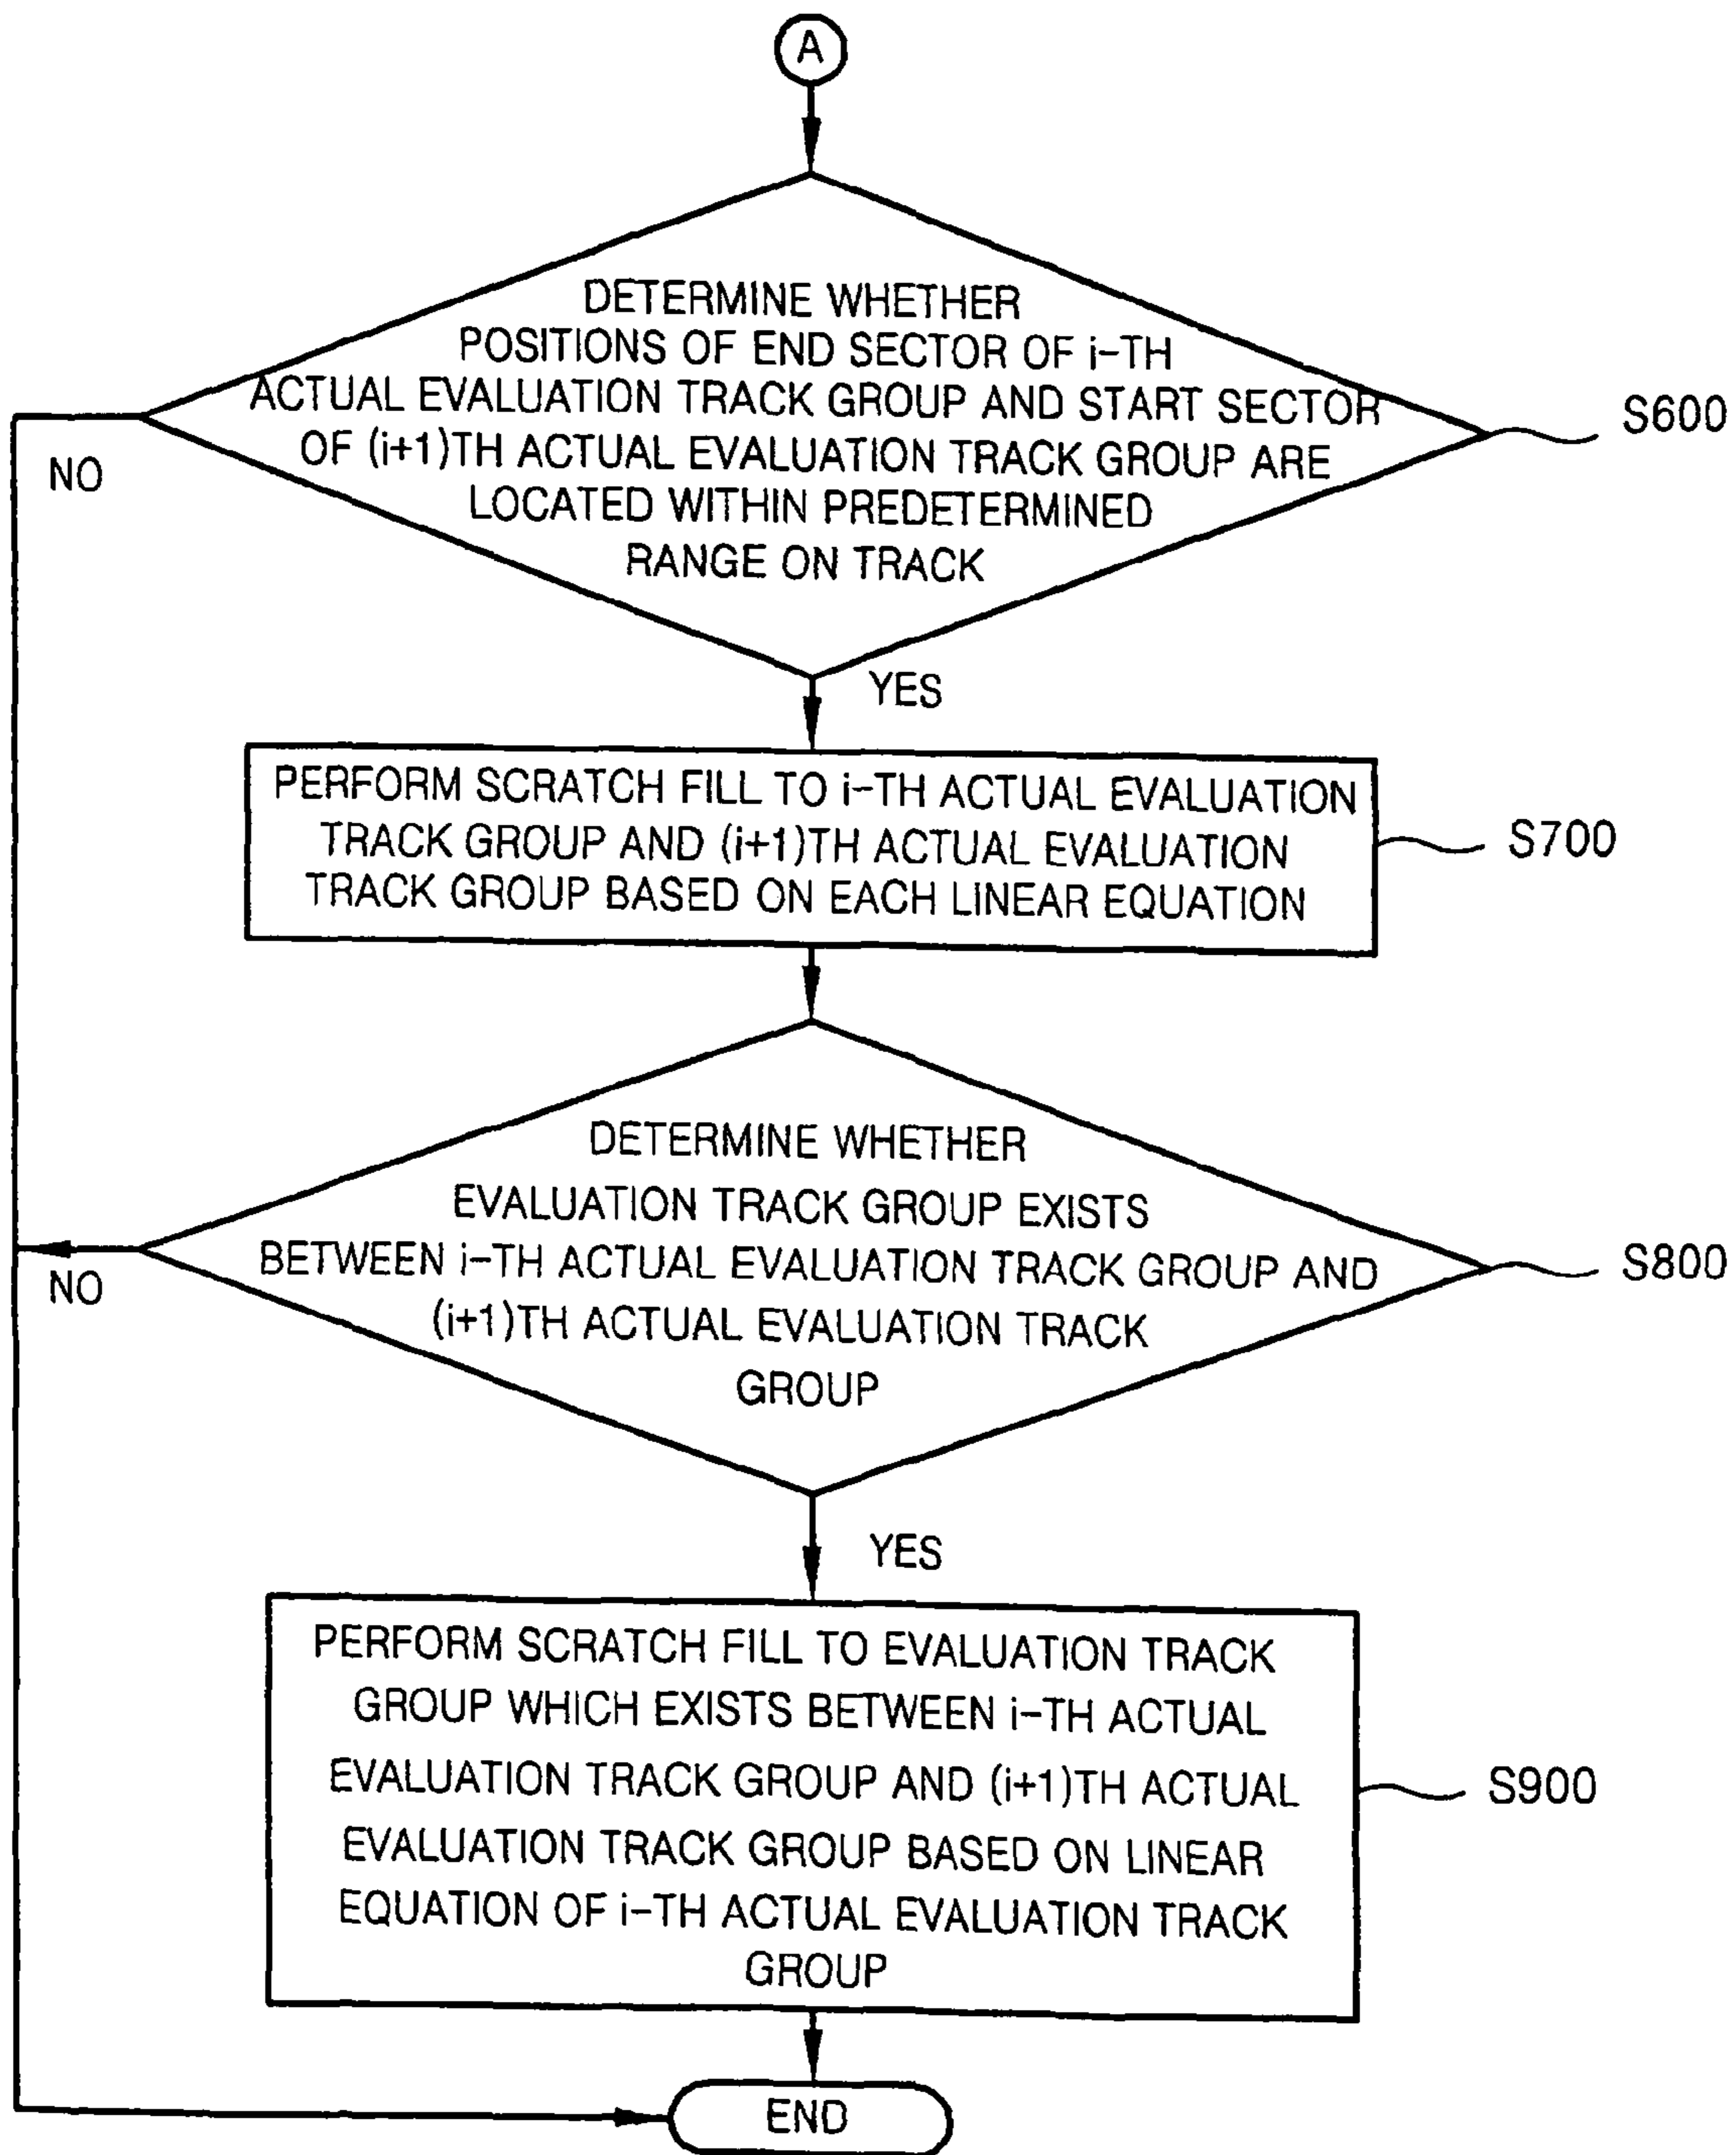 A
DETERMINE WHETHER
POSITIONS OF END SECTOR OF i-TH
ACTUAL EVALUATION TRACK GROUP AND START SECTOR
OF (i+1)TH ACTUAL EVALUATION TRACK GROUP ARE
LOCATED WITHIN PREDETERMINED
RANGE ON TRACK
S600
NO
YES
PERFORM SCRATCH FILL TO i-TH ACTUAL EVALUATION
TRACK GROUP AND (i+1)TH ACTUAL EVALUATION
TRACK GROUP BASED ON EACH LINEAR EQUATION
S700
DETERMINE WHETHER
EVALUATION TRACK GROUP EXISTS
BETWEEN i-TH ACTUAL EVALUATION TRACK GROUP AND
(i+1)TH ACTUAL EVALUATION TRACK
GROUP
S800
NO
YES
PERFORM SCRATCH FILL TO EVALUATION TRACK
GROUP WHICH EXISTS BETWEEN i-TH ACTUAL
EVALUATION TRACK GROUP AND (i+1)TH ACTUAL
EVALUATION TRACK GROUP BASED ON LINEAR
EQUATION OF i-TH ACTUAL EVALUATION TRACK
GROUP
S900
END